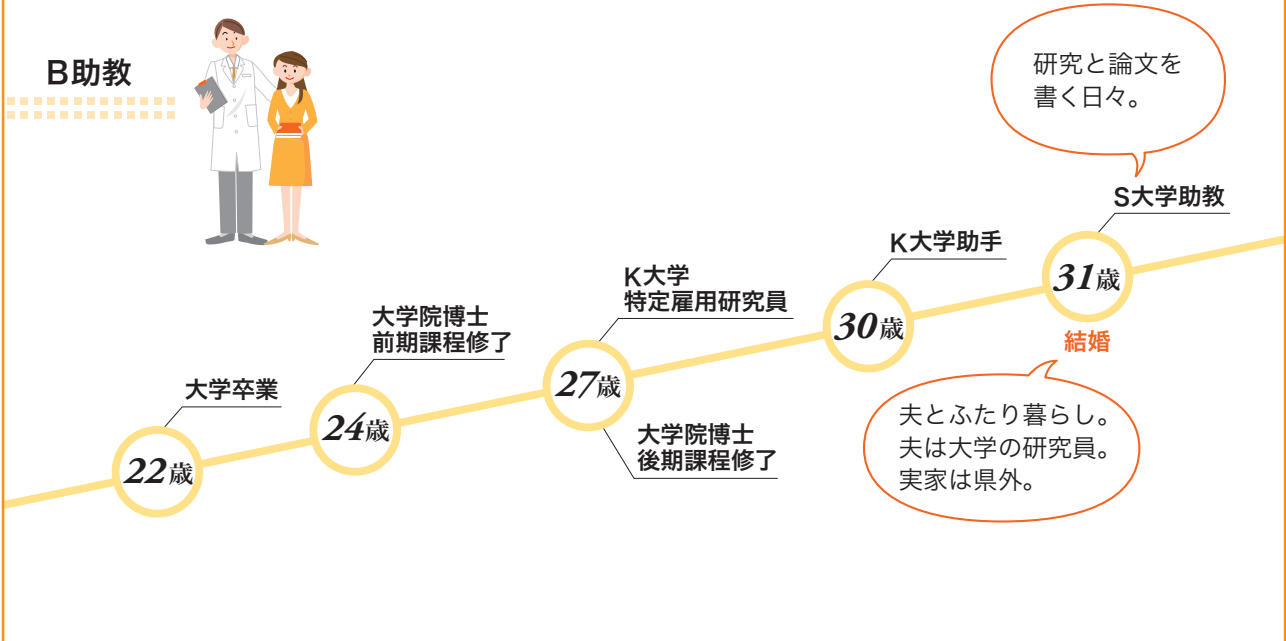 B助教
研究と論文を
書く日々。
S大学助教
31歳
結婚
夫とふたり暮らし。
夫は大学の研究員。
実家は県外。
K大学助手
30歳
K大学
特定雇用研究員
27歳
大学院博士
後期課程修了
大学院博士
前期課程修了
24歳
大学卒業
22歳